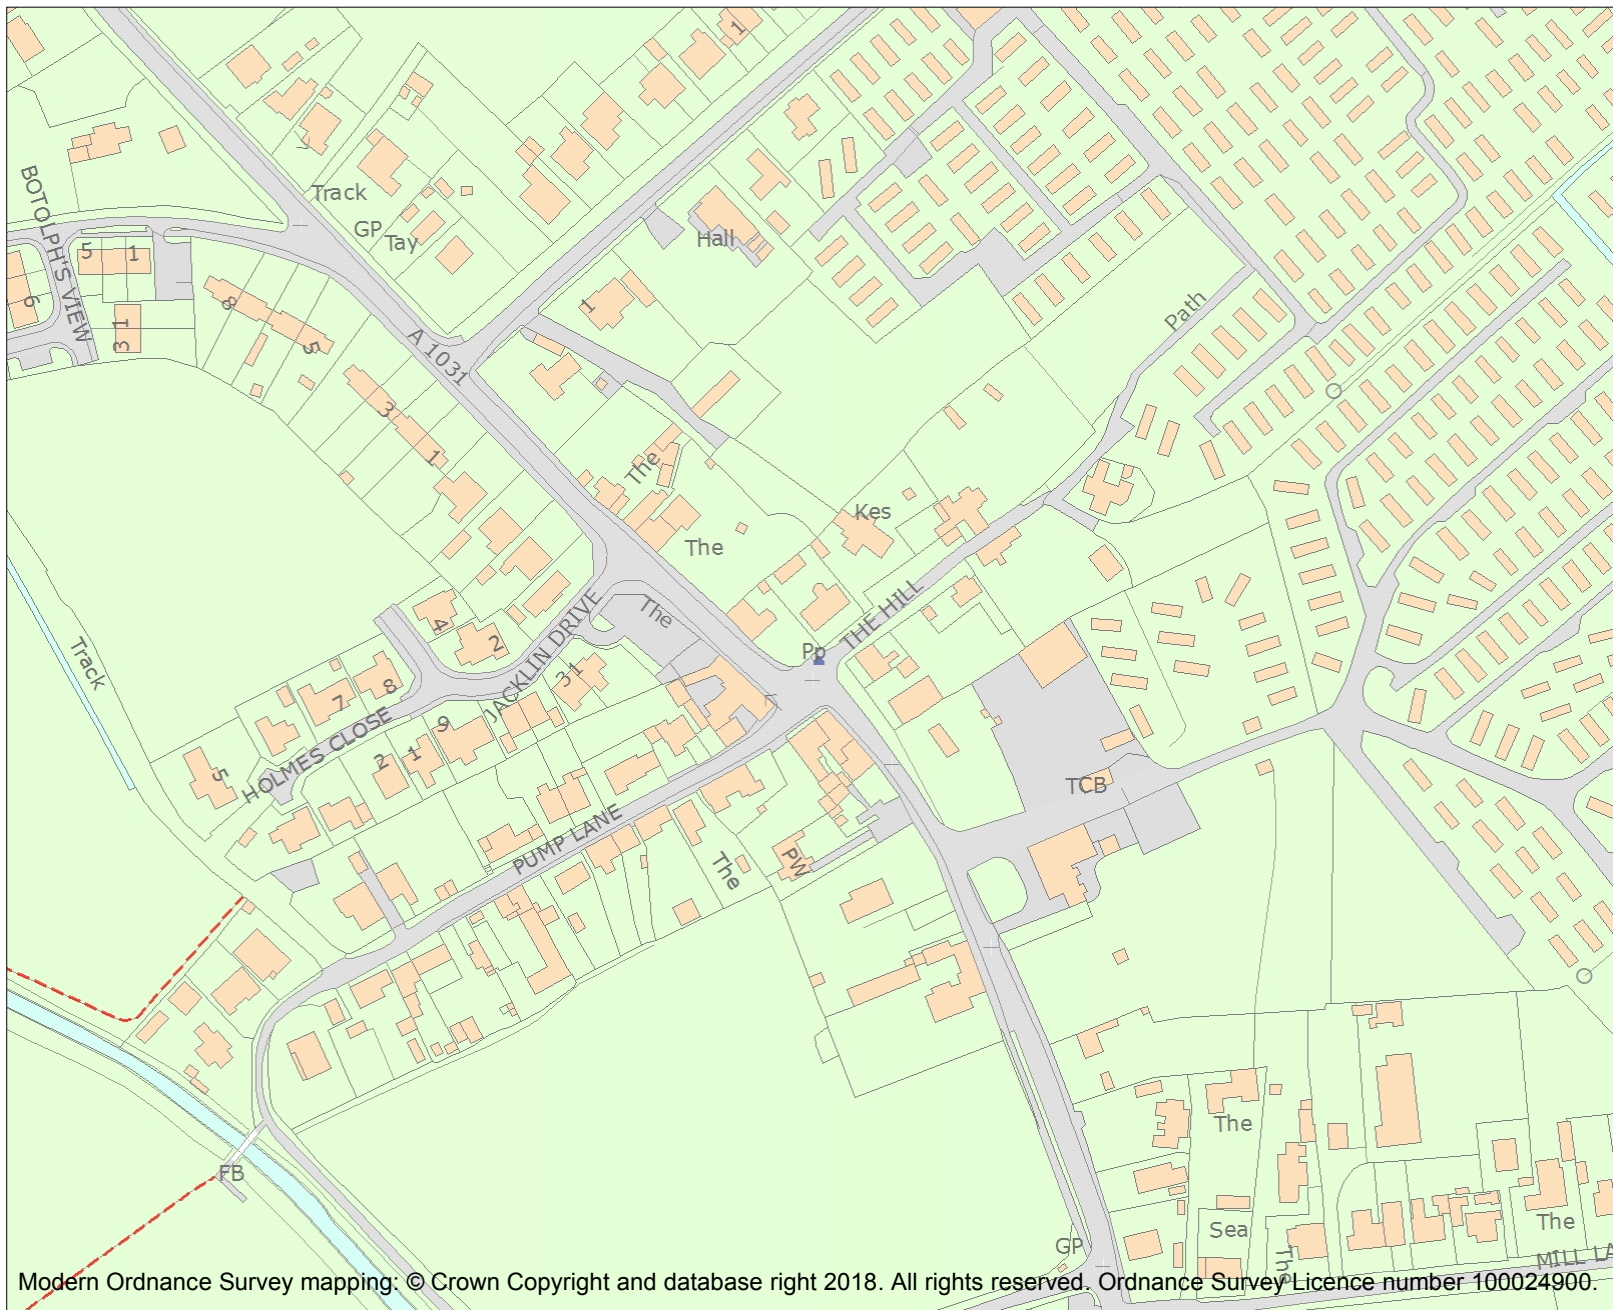 1
BOTOLPH'S VIEW
Track
GP
Tay
Hall
5
1
6
8
3 1
5
A 1031
1
Path
3
1
The
Kes
The
The
THE HILL
JACKLIN DRIVE
4
2
Pp
Track
31
7
8
9
HOLMES CLOSE
2
1
5
TCB
PUMP LANE
The
PW
The
FB
Sea
The
The
GP
MILL LA
Modern Ordnance Survey mapping: © Crown Copyright and database right 2018. All rights reserved. Ordnance Survey Licence number 100024900.